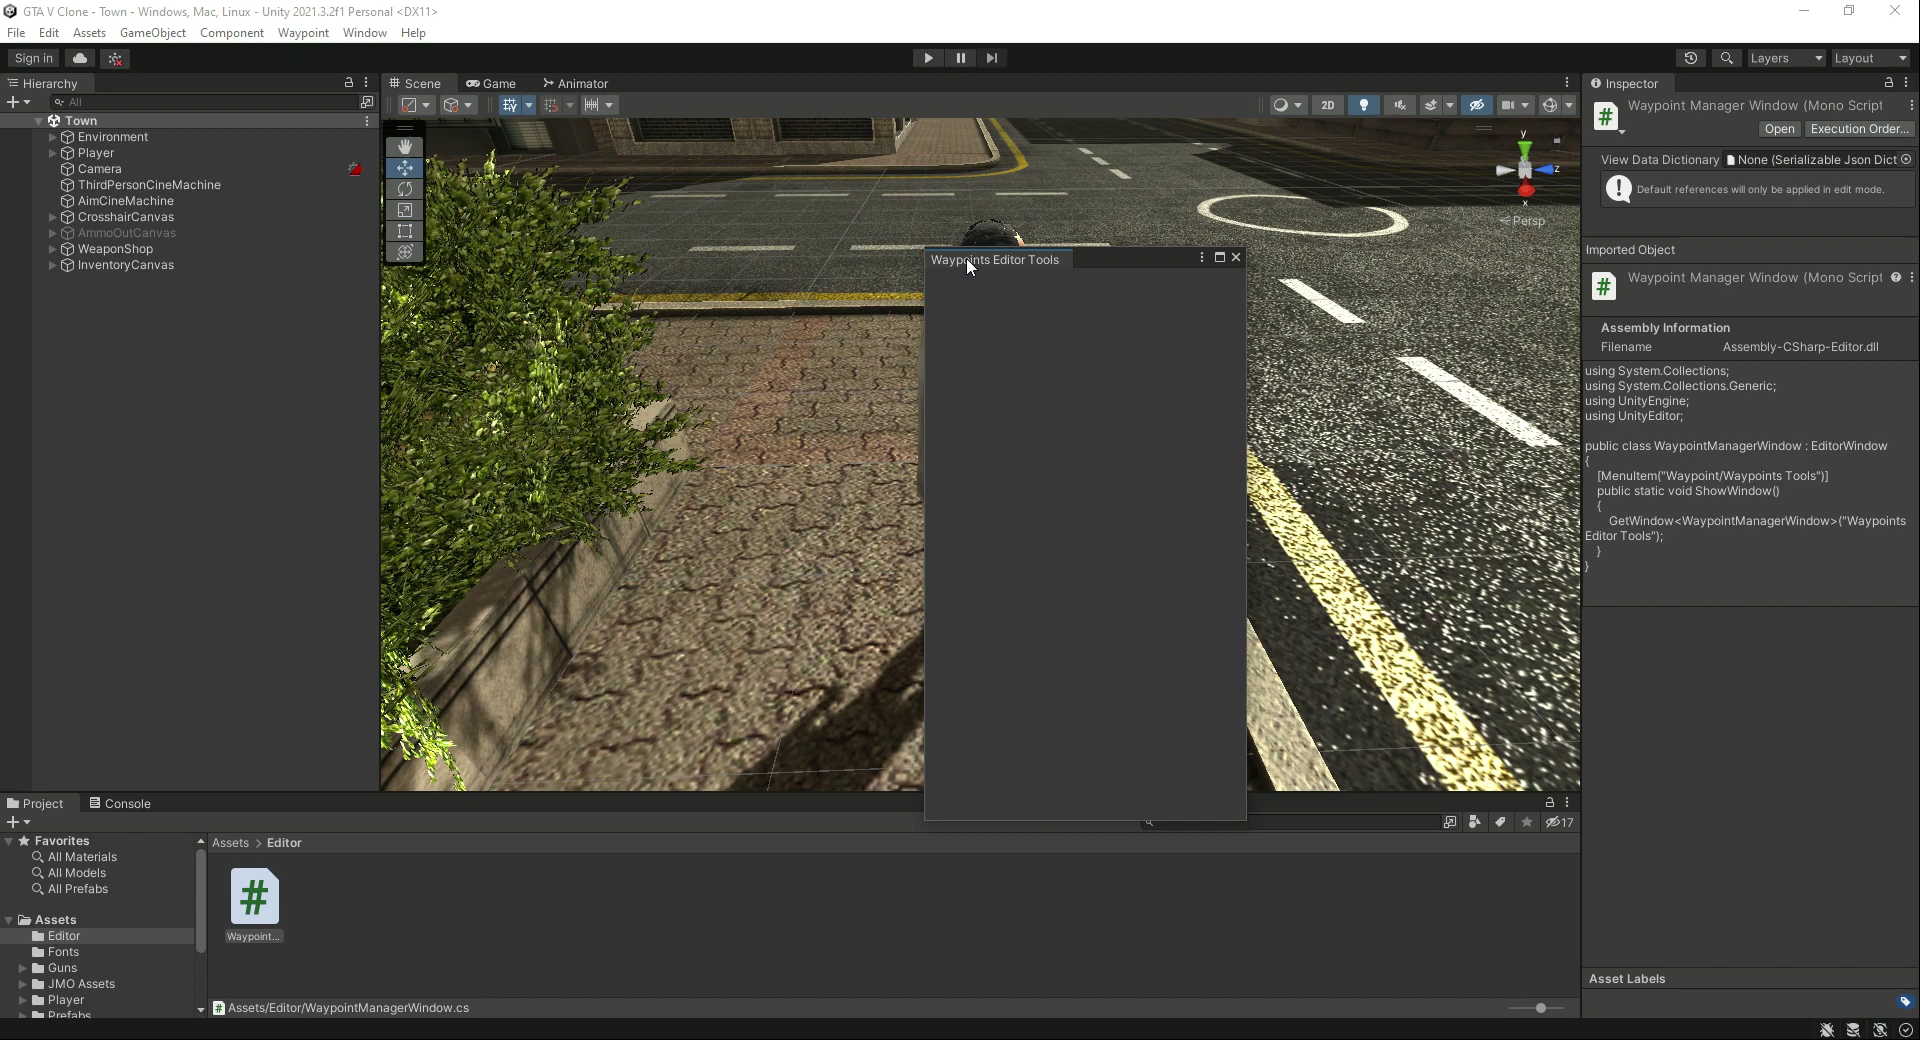 GTA V Clone - Town - Windows, Mac, Linux - Unity 2021.3.2f1 Personal <DX11>
File Edit Assets GameObject Component Waypoint Window Help
Sign in
Layers
Layout
Hierarchy
All
Town
Environment
Player
Camera
ThirdPersonCineMachine
AimCineMachine
CrosshairCanvas
AmmoOutCanvas
WeaponShop
InventoryCanvas
Scene
Game
Animator
2D
y
z
x
Persp
Waypoints Editor Tools
Inspector
Waypoint Manager Window (Mono Script
Open
Execution Order...
View Data Dictionary
None (Serializable Json Dict
Default references will only be applied in edit mode.
Imported Object
Waypoint Manager Window (Mono Script
Assembly Information
Filename Assembly-CSharp-Editor.dll
using System.Collections;
using System.Collections.Generic;
using UnityEngine;
using UnityEditor;
public class WaypointManagerWindow : EditorWindow
{
[MenuItem("Waypoint/Waypoints Tools")]
public static void ShowWindow()
{
GetWindow<WaypointManagerWindow>("Waypoints
Editor Tools");
}
}
Asset Labels
Project
Console
17
Favorites
All Materials
All Models
All Prefabs
Assets
Editor
Fonts
Guns
JMO Assets
Player
Prefabs
Assets > Editor
#
Waypoint...
Assets/Editor/WaypointManagerWindow.cs